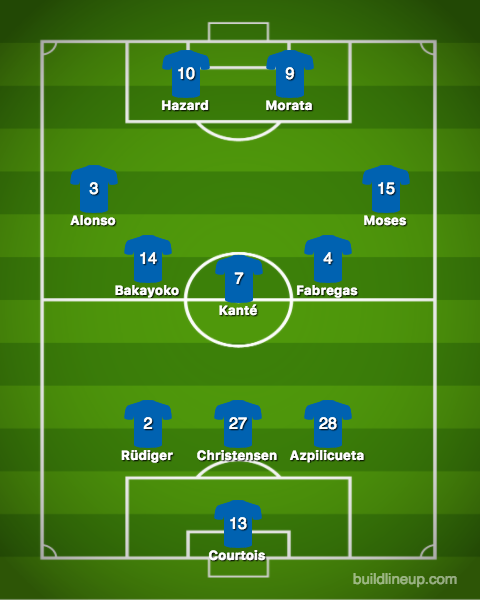 10
9
Hazard
Morata
3
15
Alonso
Moses
14
4
7
Bakayoko
Fabregas
Kanté
2
27
28
Rüdiger
Christensen
Azpilicueta
13
Courtois
buildlineup.com